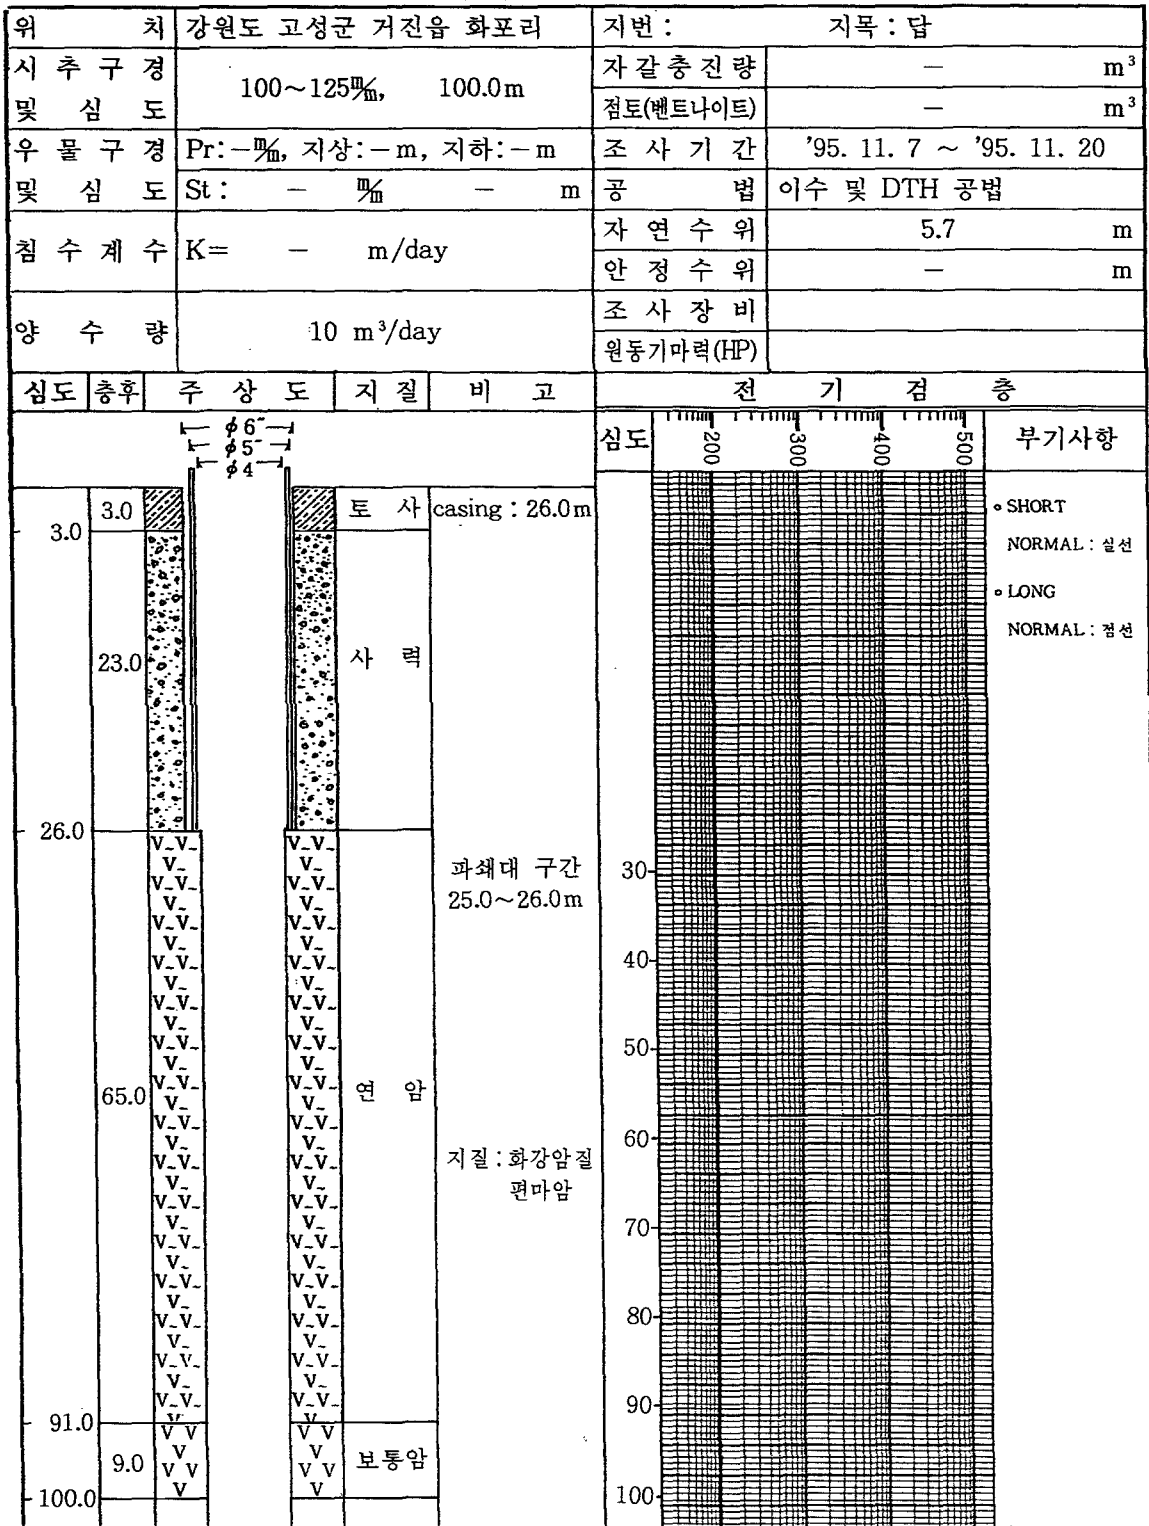 위 치 강원도 고성군 거진읍 화포리 지번 : 지목 : 답
시 추 구 경 및 심 도 100~125㎜, 100.0m 자갈충진량 — m³
점토(벤트나이트) — m³
우 물 구 경 및 심 도 Pr:—㎜, 지상:—m, 지하:—m 조 사 기 간 '95. 11. 7 ~ '95. 11. 20
St : — ㎜ — m 공 법 이수 및 DTH 공법
침 수 계 수 K= — m/day 자 연 수 위 5.7 m
안 정 수 위 — m
양 수 량 10 m³/day 조 사 장 비
원동기마력(HP)
심도 층후 주 상 도 지 질 비 고 전 기 검 층
심도 200 300 400 500 부기사항
ϕ6"
ϕ5"
ϕ4
3.0 3.0 토 사 casing : 26.0m
∘ SHORT
NORMAL : 실선
∘ LONG
NORMAL : 점선
23.0 사 력
26.0
파쇄대 구간
25.0~26.0m
30
40
50
65.0 연 암
60
지질 : 화강암질
편마암
70
80
90
91.0
9.0 보통암
100.0
100